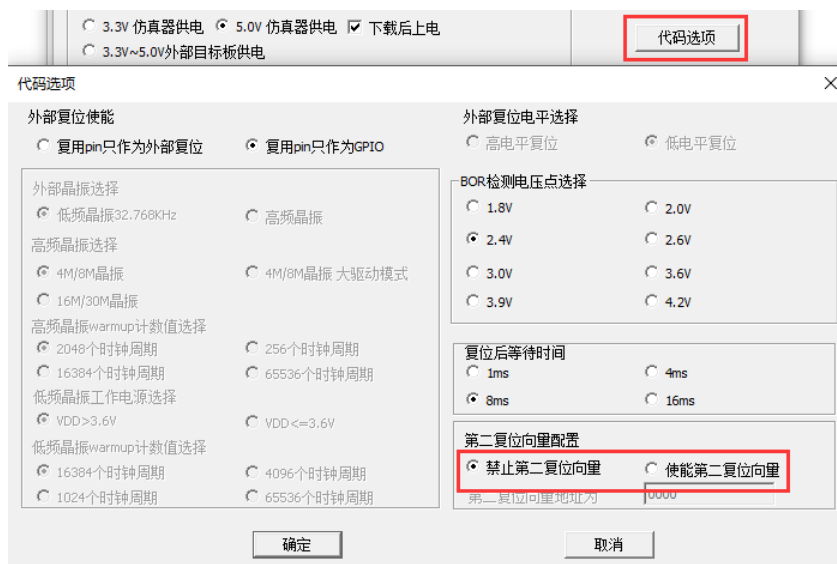 3.3V 仿真器供电 5.0V 仿真器供电 下载后上电
3.3V~5.0V外部目标板供电
代码选项
代码选项
外部复位使能
复用pin只作为外部复位 复用pin只作为GPIO
外部晶振选择
低频晶振32.768KHz 高频晶振
高频晶振选择
4M/8M晶振 4M/8M晶振 大驱动模式
16M/30M晶振
高频晶振warmup计数值选择
2048个时钟周期 256个时钟周期
16384个时钟周期 65536个时钟周期
低频晶振工作电源选择
VDD>3.6V VDD<=3.6V
低频晶振warmup计数值选择
16384个时钟周期 4096个时钟周期
1024个时钟周期 65536个时钟周期
外部复位电平选择
高电平复位 低电平复位
BOR检测电压点选择
1.8V 2.0V
2.4V 2.6V
3.0V 3.6V
3.9V 4.2V
复位后等待时间
1ms 4ms
8ms 16ms
第二复位向量配置
禁止第二复位向量 使能第二复位向量
第二复位向量地址为 0000
确定 取消